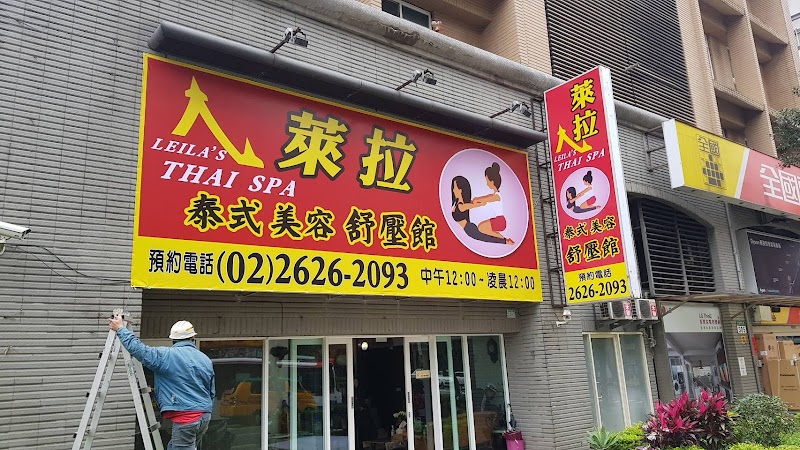 LEILA'S
THAI SPA
萊拉
泰式美容 舒壓館
預約電話(02)2626-2093 中午12:00~凌晨12:00
萊拉
LEILA'S
THAI SPA
泰式美容
舒壓館
預約電話
2626-2093
全國
全國